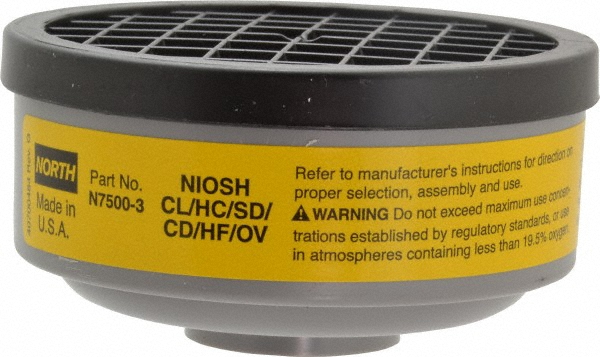 NORTH
Made in
U.S.A.
Part No.
N7500-3
NIOSH
CL/HC/SD/
CD/HF/OV
Refer to manufacturer's instructions for direction on
proper selection, assembly and use.
⚠ WARNING Do not exceed maximum use concen-
trations established by regulatory standards, or use
in atmospheres containing less than 19.5% oxygen.